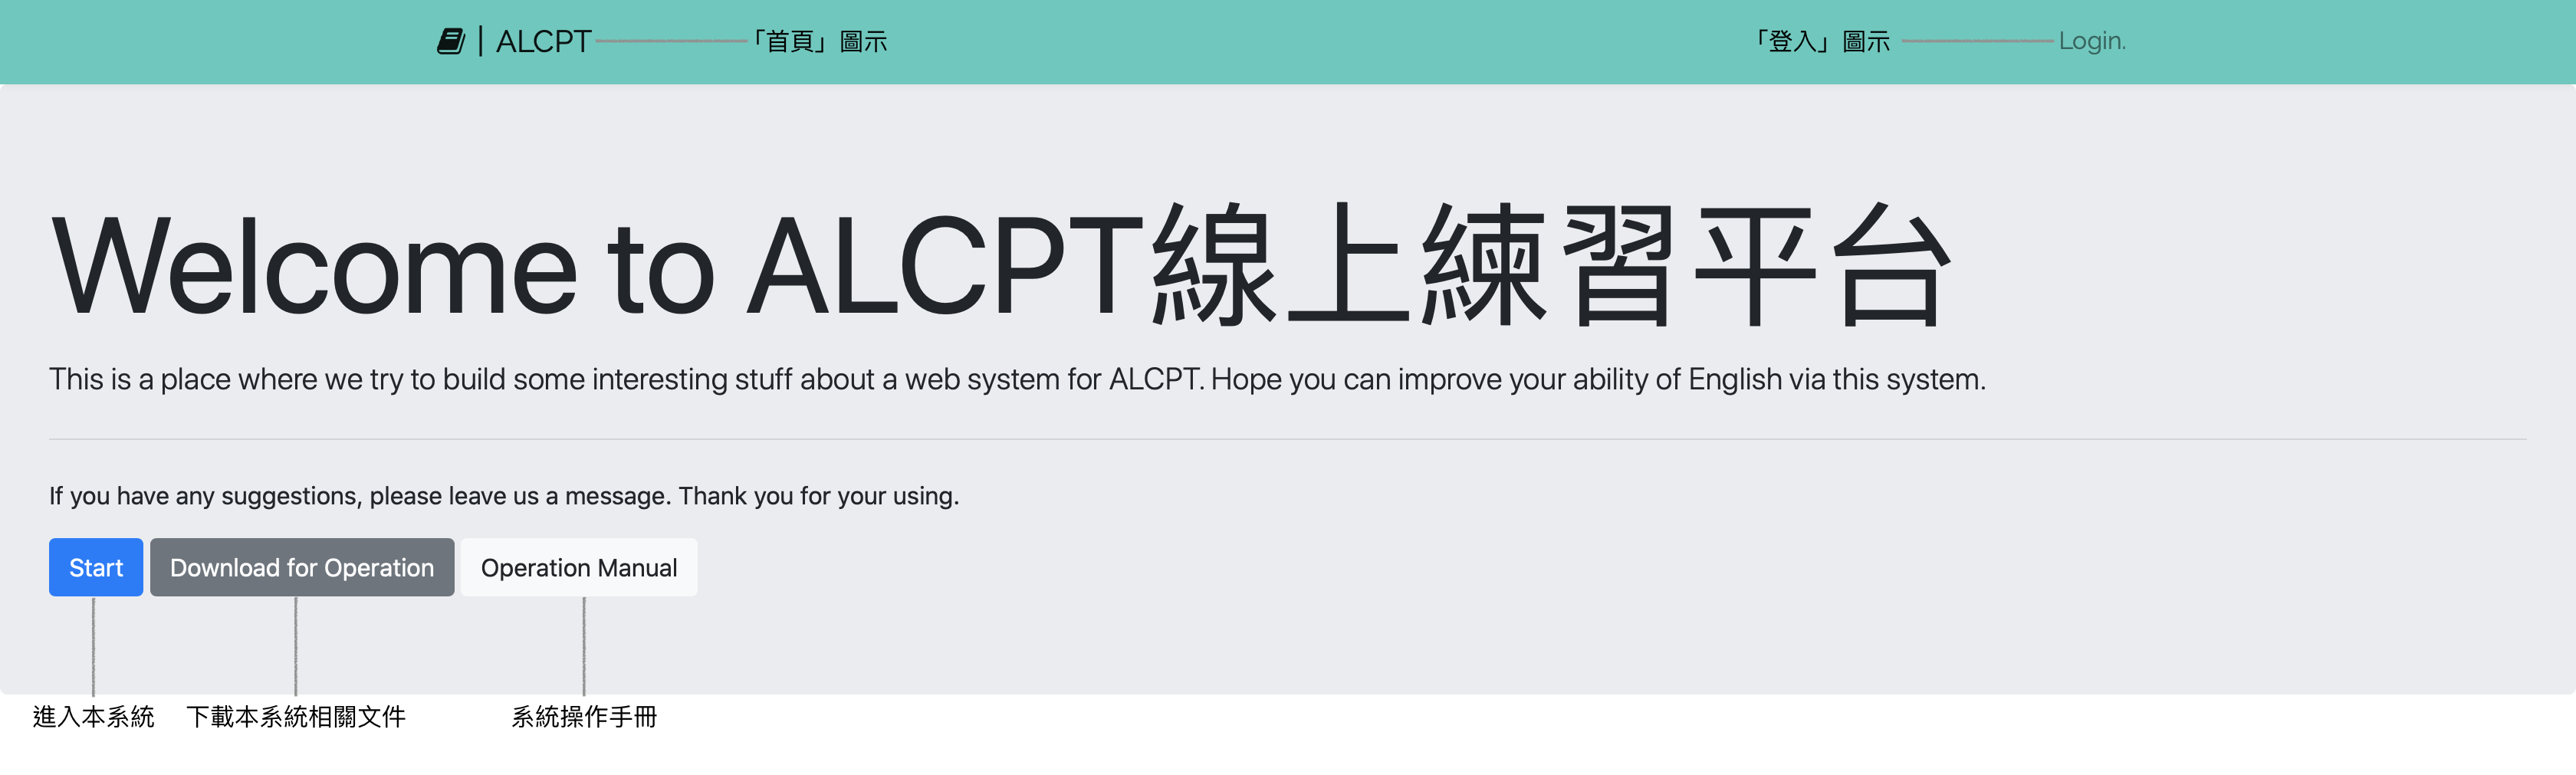 | ALCPT 「首頁」圖示 「登入」圖示 Login.
Welcome to ALCPT線上練習平台
This is a place where we try to build some interesting stuff about a web system for ALCPT. Hope you can improve your ability of English via this system.
If you have any suggestions, please leave us a message. Thank you for your using.
Start Download for Operation Operation Manual
進入本系統 下載本系統相關文件 系統操作手冊